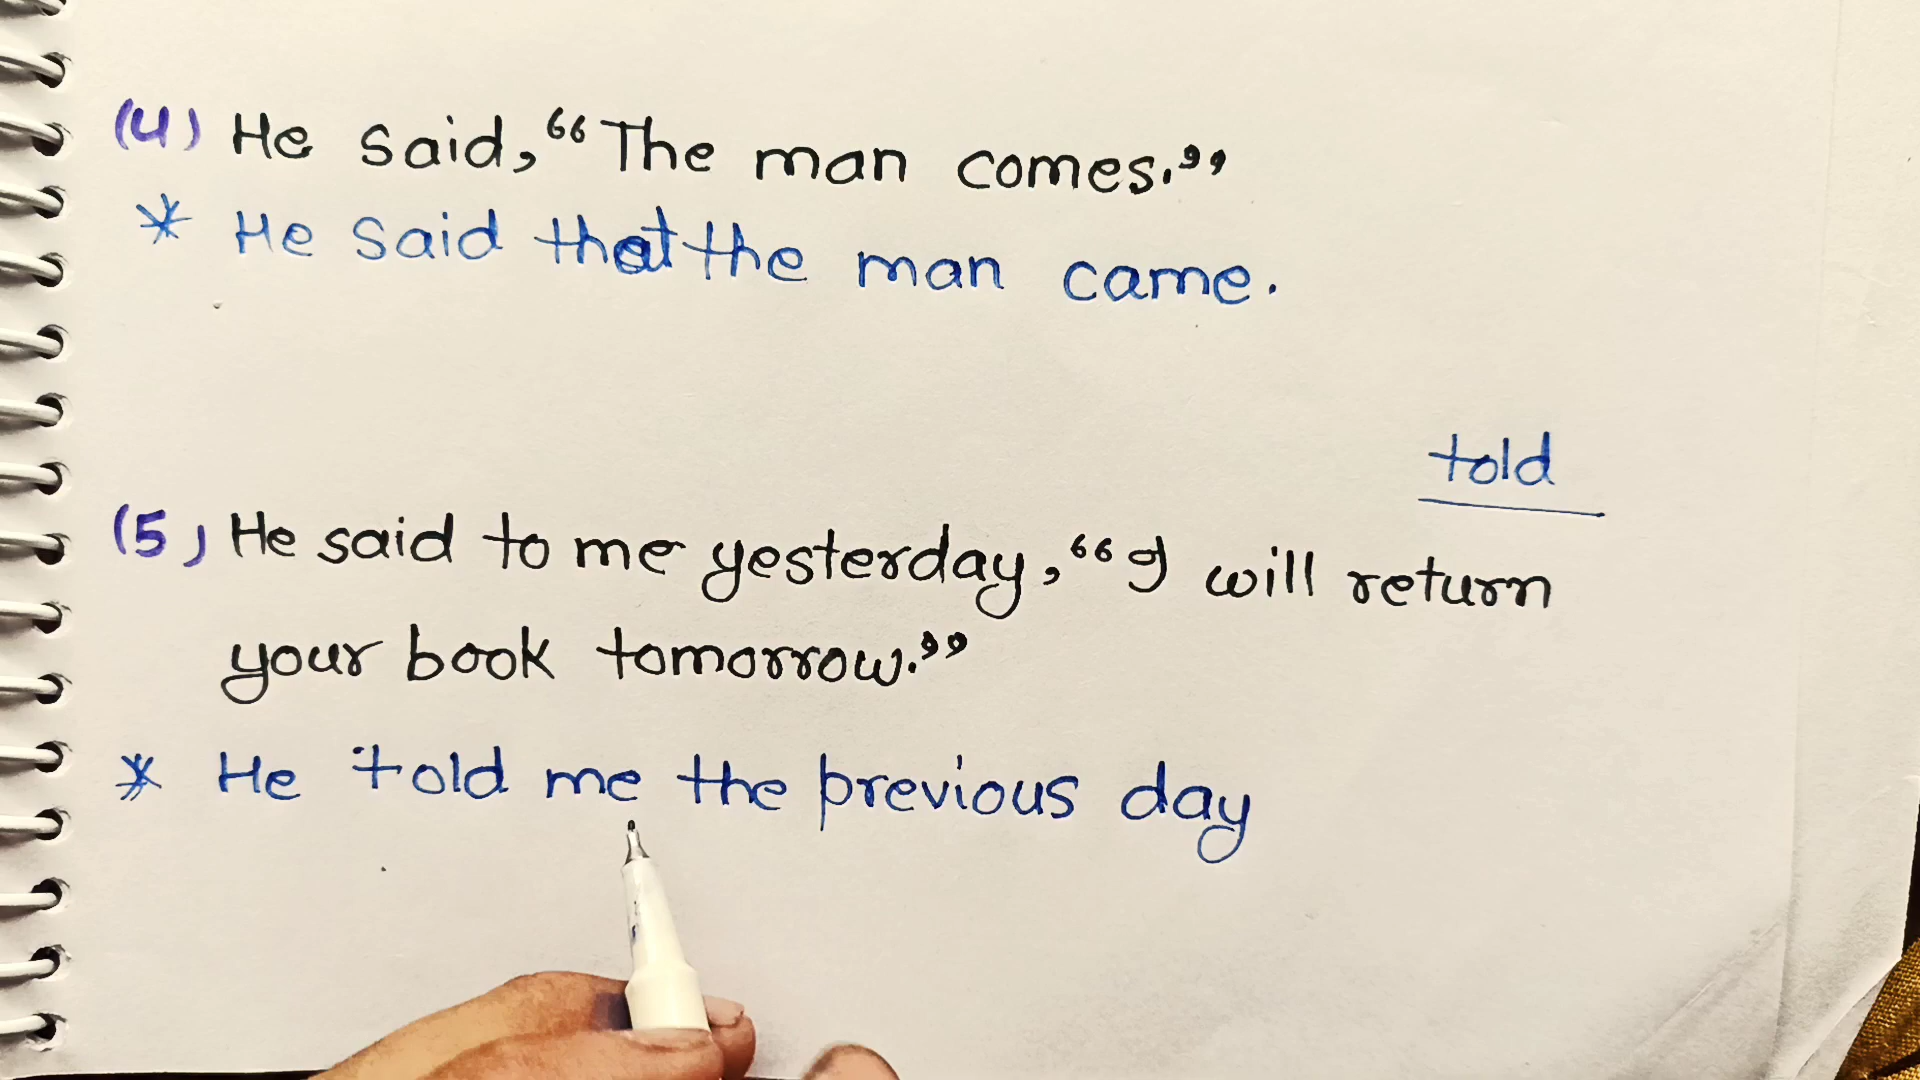 (4) He said, “The man comes.”
* He said that the man came.
told
(5) He said to me yesterday, “I will return
your book tomorrow.”
* He told me the previous day